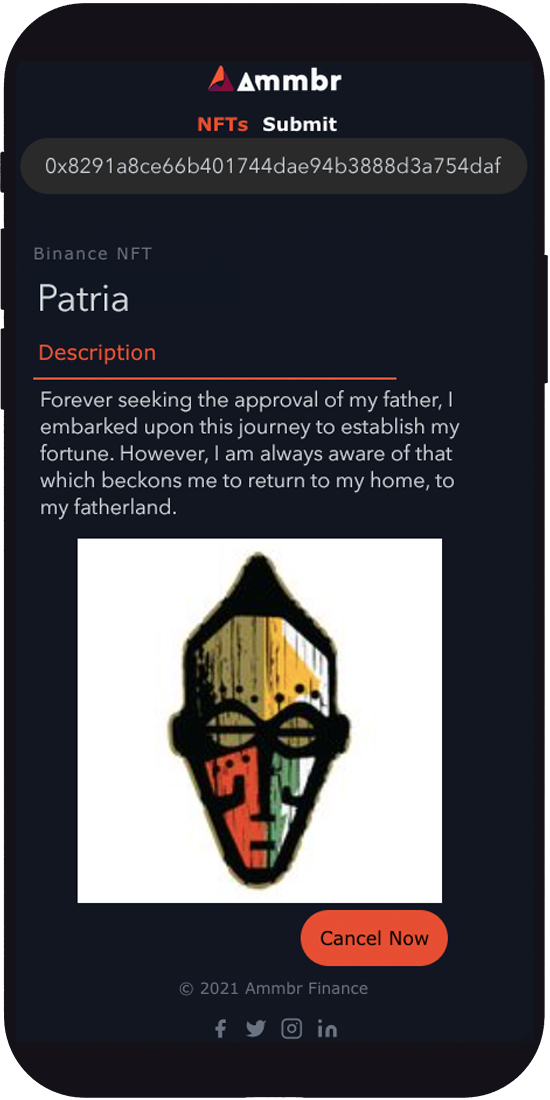 Ammbr
NFTs Submit
0x8291a8ce66b401744dae94b3888d3a754daf
Binance NFT
Patria
Description
Forever seeking the approval of my father, I
embarked upon this journey to establish my
fortune. However, I am always aware of that
which beckons me to return to my home, to
my fatherland.
Cancel Now
© 2021 Ammbr Finance